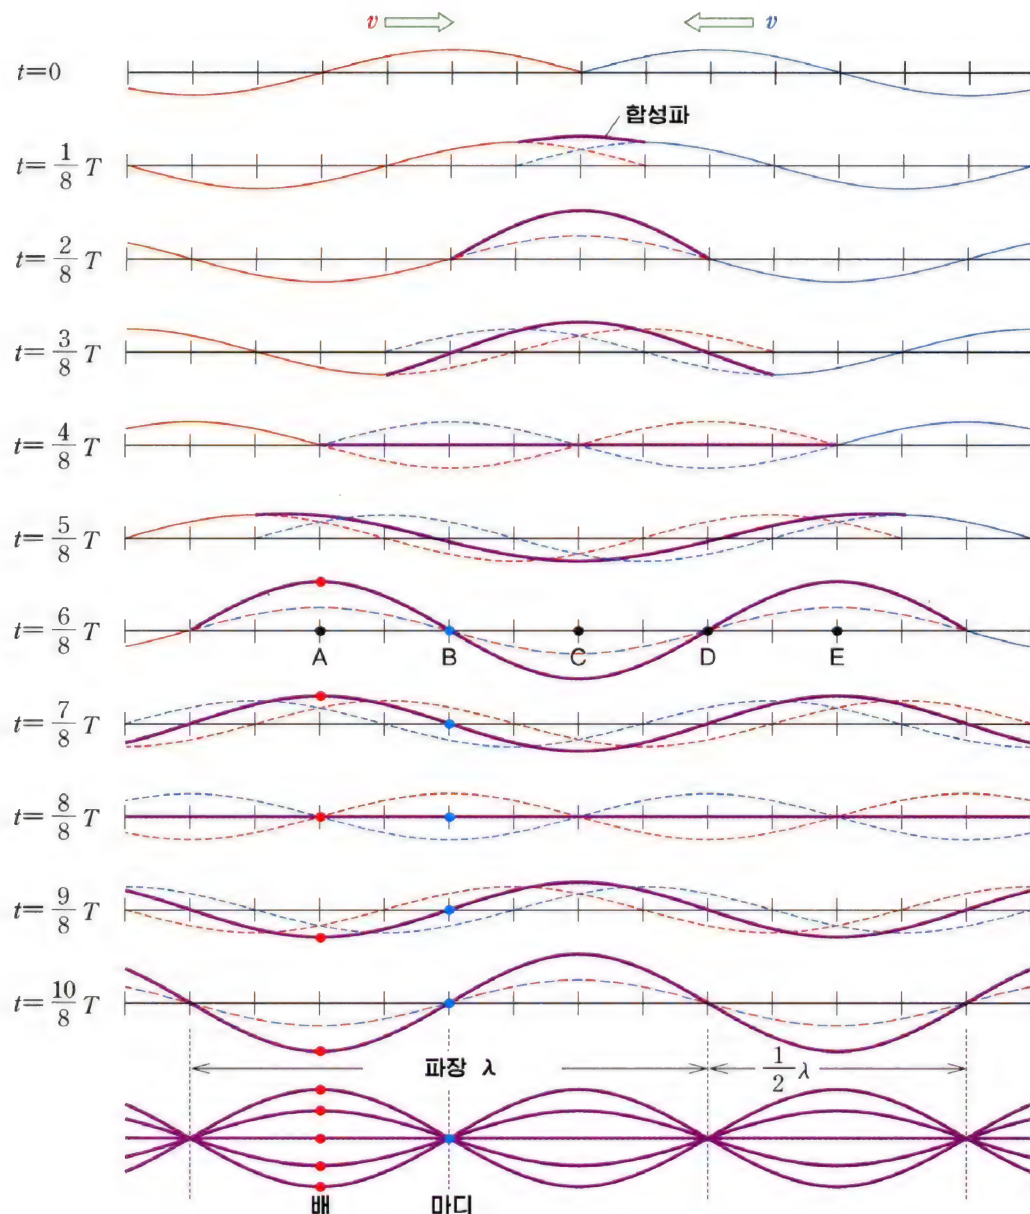 v v
t=0
합성파
t=1/8 T
t=2/8 T
t=3/8 T
t=4/8 T
t=5/8 T
t=6/8 T
A B C D E
t=7/8 T
t=8/8 T
t=9/8 T
t=10/8 T
파장 λ 1/2 λ
배 마디